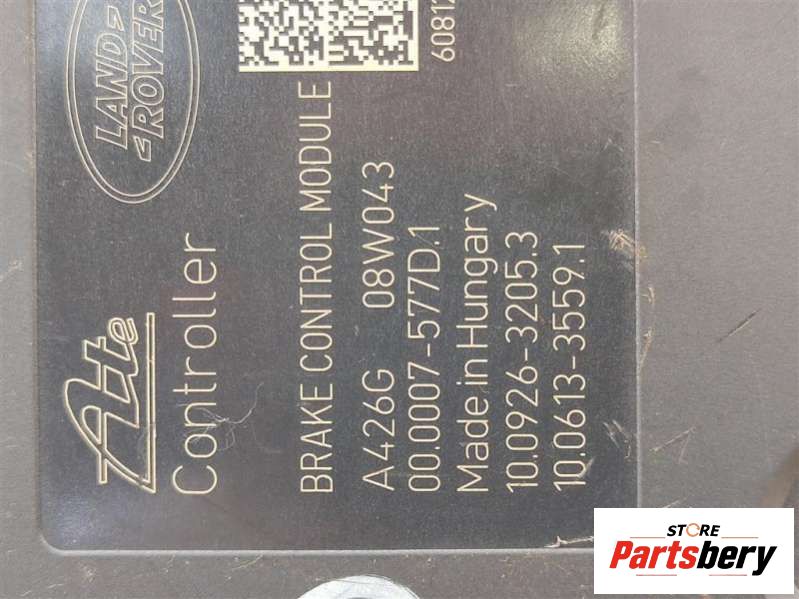 LAND
ROVER
6081
Ate
Controller
BRAKE CONTROL MODULE
A426G 08W043
00.0007-577D.1
Made in Hungary
10.0926-3205.3
10.0613-3559.1
STORE
Partsbery